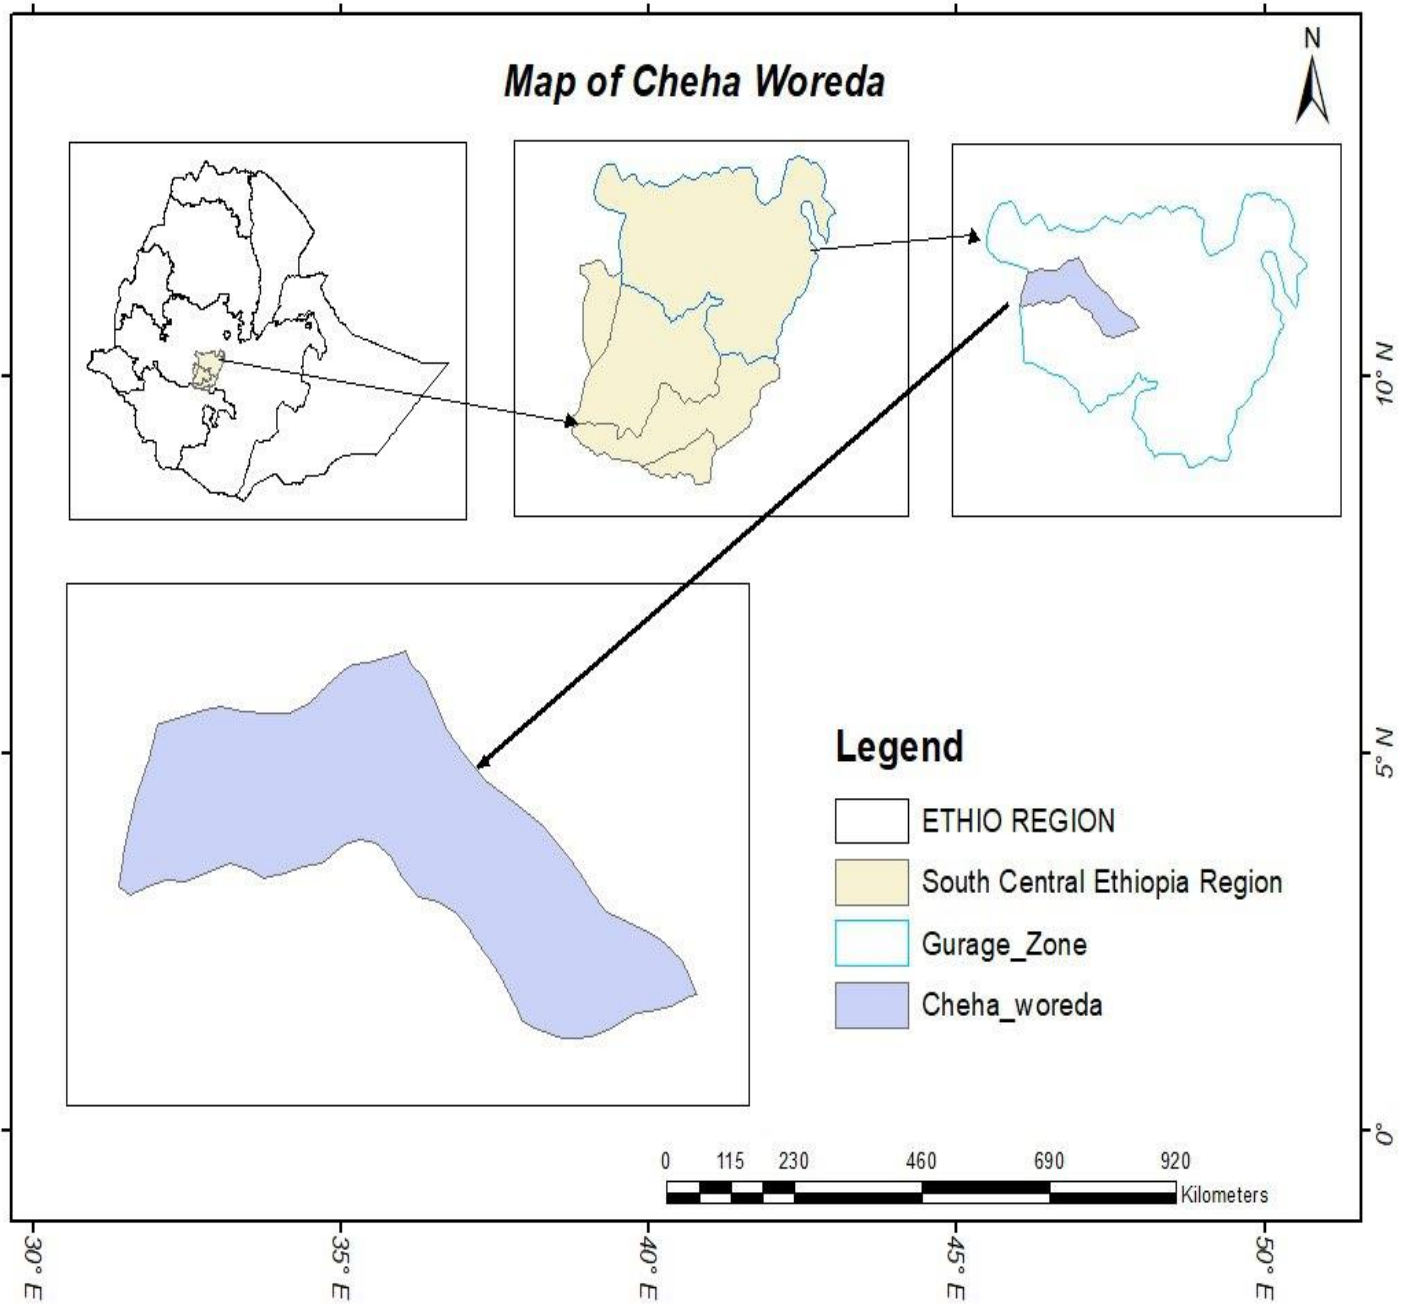 Map of Cheha Woreda
N
10° N
5° N
0°
Legend
ETHIO REGION
South Central Ethiopia Region
Gurage_Zone
Cheha_woreda
0 115 230 460 690 920
Kilometers
30° E 35° E 40° E 45° E 50° E